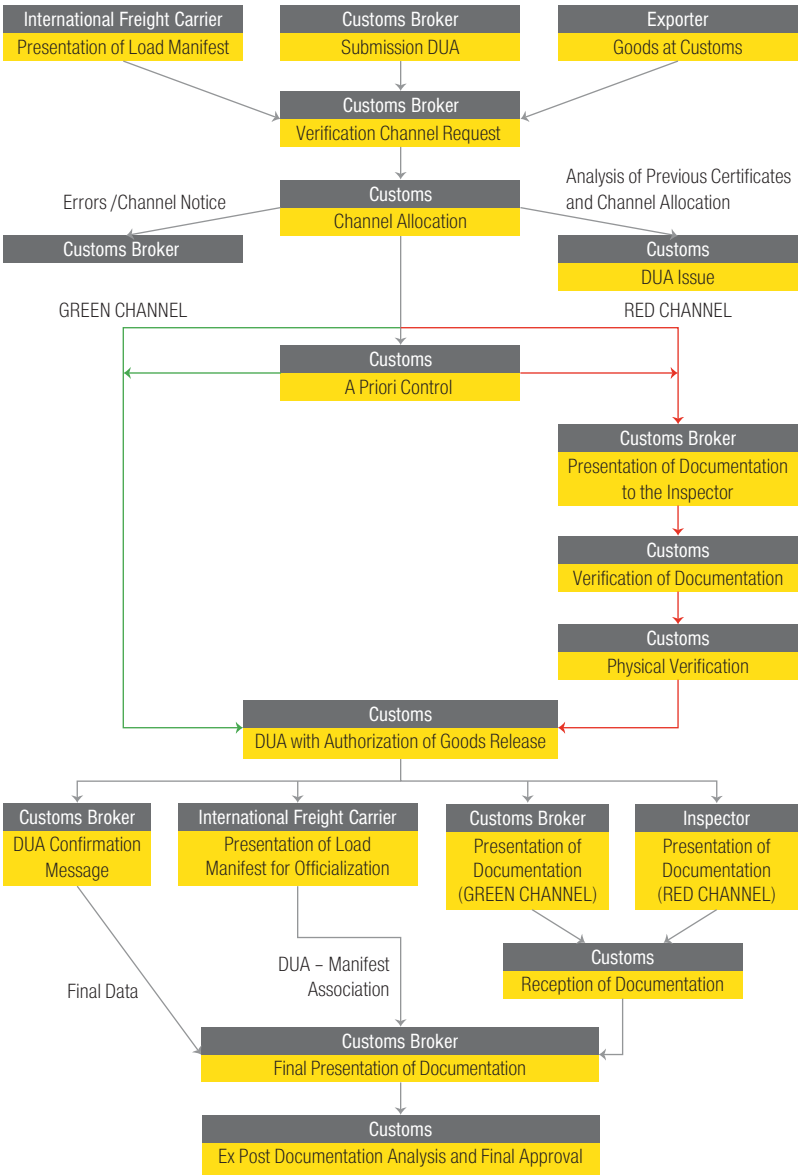 International Freight Carrier
Presentation of Load Manifest
Customs Broker
Submission DUA
Exporter
Goods at Customs
Customs Broker
Verification Channel Request
Customs
Channel Allocation
Errors /Channel Notice
Customs Broker
Analysis of Previous Certificates
and Channel Allocation
Customs
DUA Issue
GREEN CHANNEL
RED CHANNEL
Customs
A Priori Control
Customs Broker
Presentation of Documentation
to the Inspector
Customs
Verification of Documentation
Customs
Physical Verification
Customs
DUA with Authorization of Goods Release
Customs Broker
DUA Confirmation
Message
International Freight Carrier
Presentation of Load
Manifest for Officialization
Customs Broker
Presentation of
Documentation
(GREEN CHANNEL)
Inspector
Presentation of
Documentation
(RED CHANNEL)
Final Data
DUA – Manifest
Association
Customs
Reception of Documentation
Customs Broker
Final Presentation of Documentation
Customs
Ex Post Documentation Analysis and Final Approval